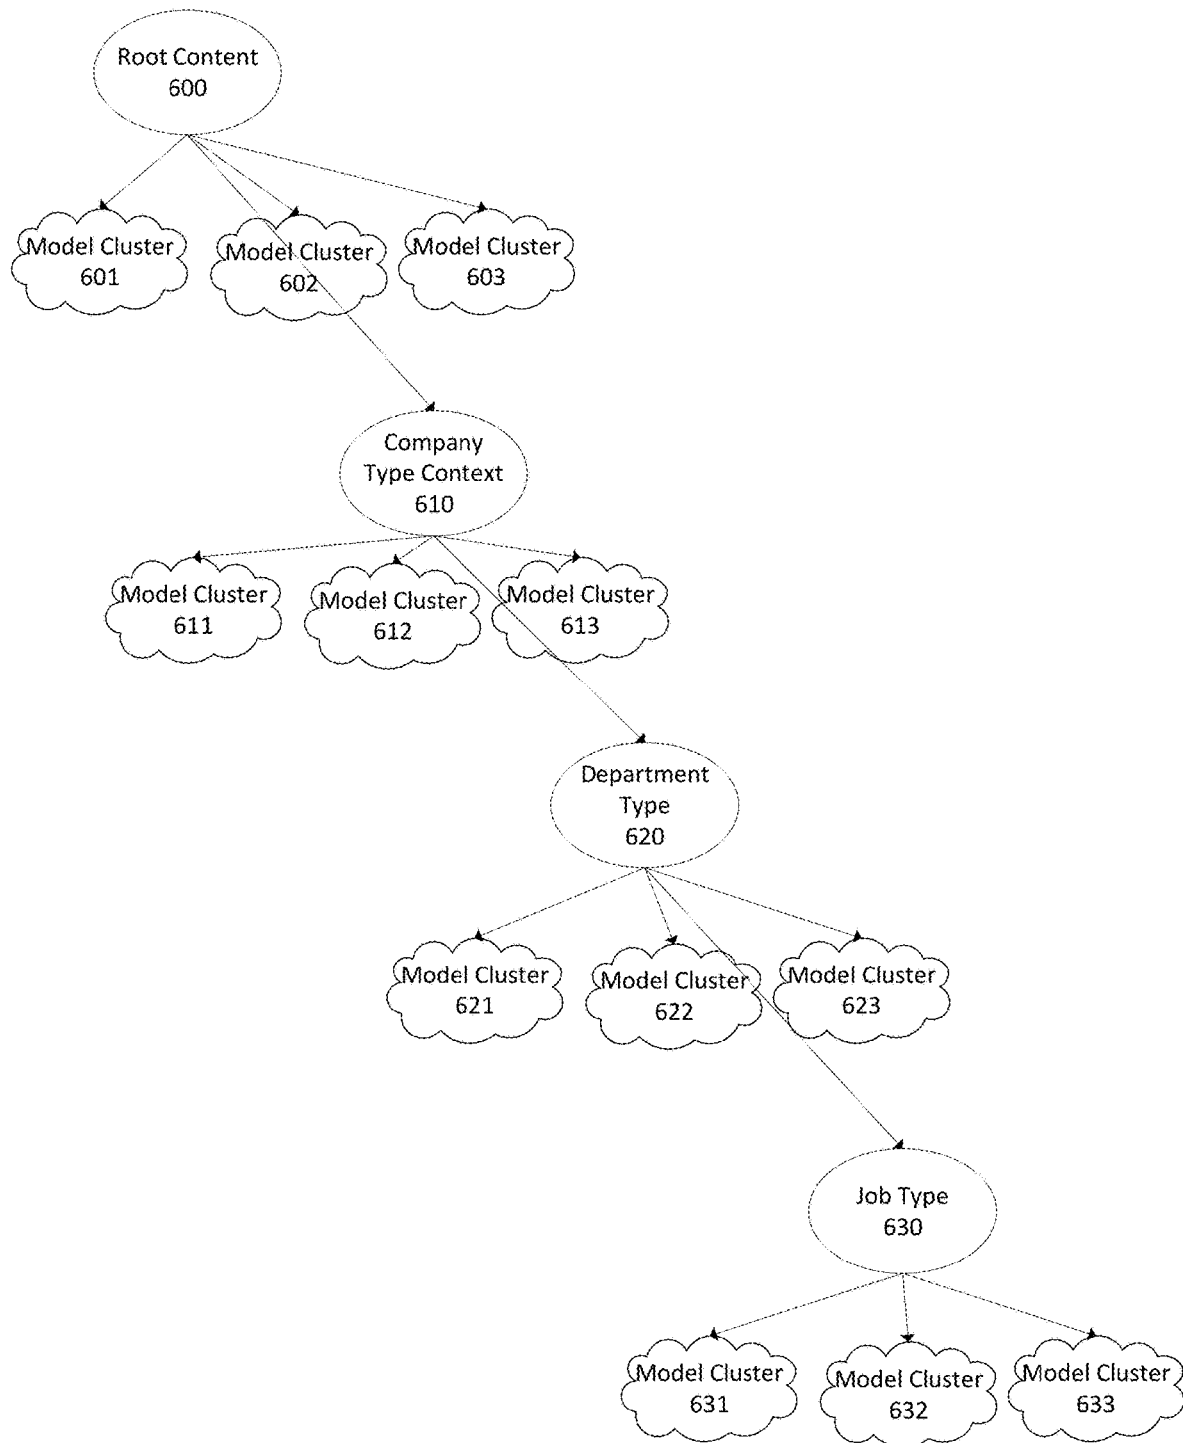 Root Content
600
Model Cluster
601
Model Cluster
602
Model Cluster
603
Company
Type Context
610
Model Cluster
611
Model Cluster
612
Model Cluster
613
Department
Type
620
Model Cluster
621
Model Cluster
622
Model Cluster
623
Job Type
630
Model Cluster
631
Model Cluster
632
Model Cluster
633